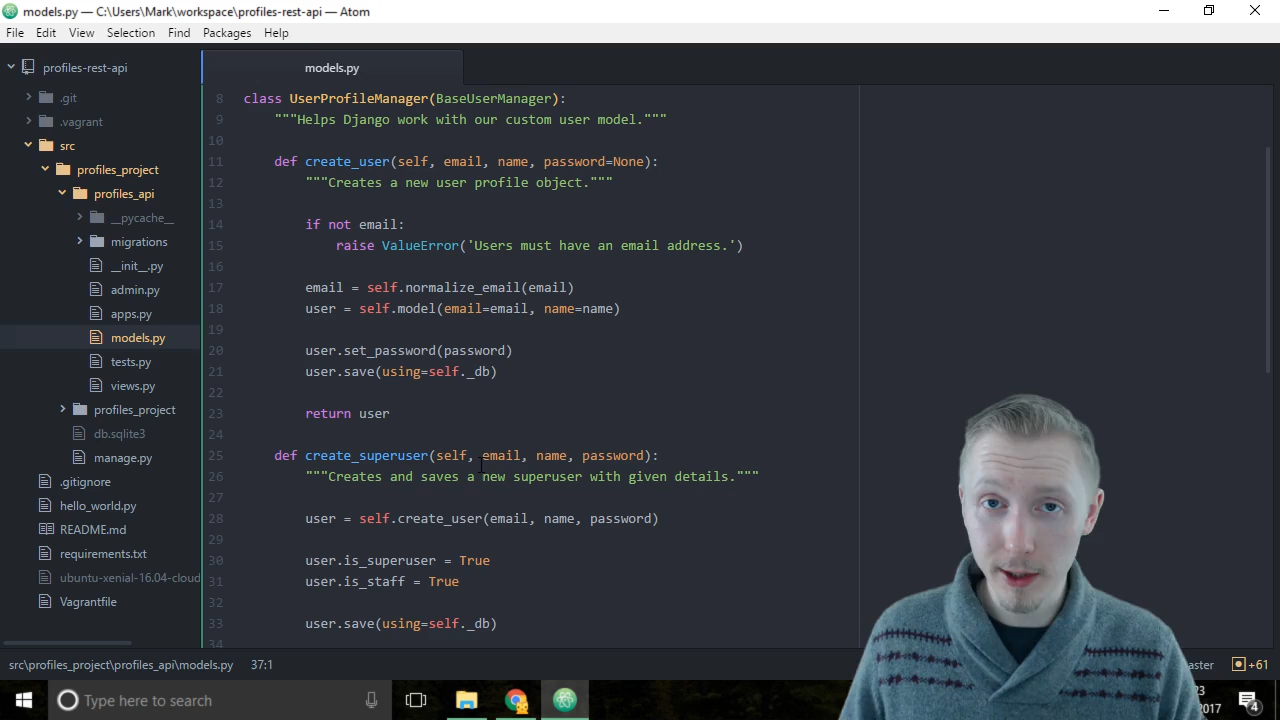 models.py — C:\Users\Mark\workspace\profiles-rest-api — Atom
File Edit View Selection Find Packages Help
profiles-rest-api
models.py
.git
.vagrant
src
profiles_project
profiles_api
__pycache__
migrations
__init__.py
admin.py
apps.py
models.py
tests.py
views.py
profiles_project
db.sqlite3
manage.py
.gitignore
hello_world.py
README.md
requirements.txt
ubuntu-xenial-16.04-cloud
Vagrantfile
8 class UserProfileManager(BaseUserManager):
9 """Helps Django work with our custom user model."""
10
11 def create_user(self, email, name, password=None):
12 """Creates a new user profile object."""
13
14 if not email:
15 raise ValueError('Users must have an email address.')
16
17 email = self.normalize_email(email)
18 user = self.model(email=email, name=name)
19
20 user.set_password(password)
21 user.save(using=self._db)
22
23 return user
24
25 def create_superuser(self, email, name, password):
26 """Creates and saves a new superuser with given details."""
27
28 user = self.create_user(email, name, password)
29
30 user.is_superuser = True
31 user.is_staff = True
32
33 user.save(using=self._db)
34
src\profiles_project\profiles_api\models.py 37:1
aster +61
Type here to search
23
2017
4